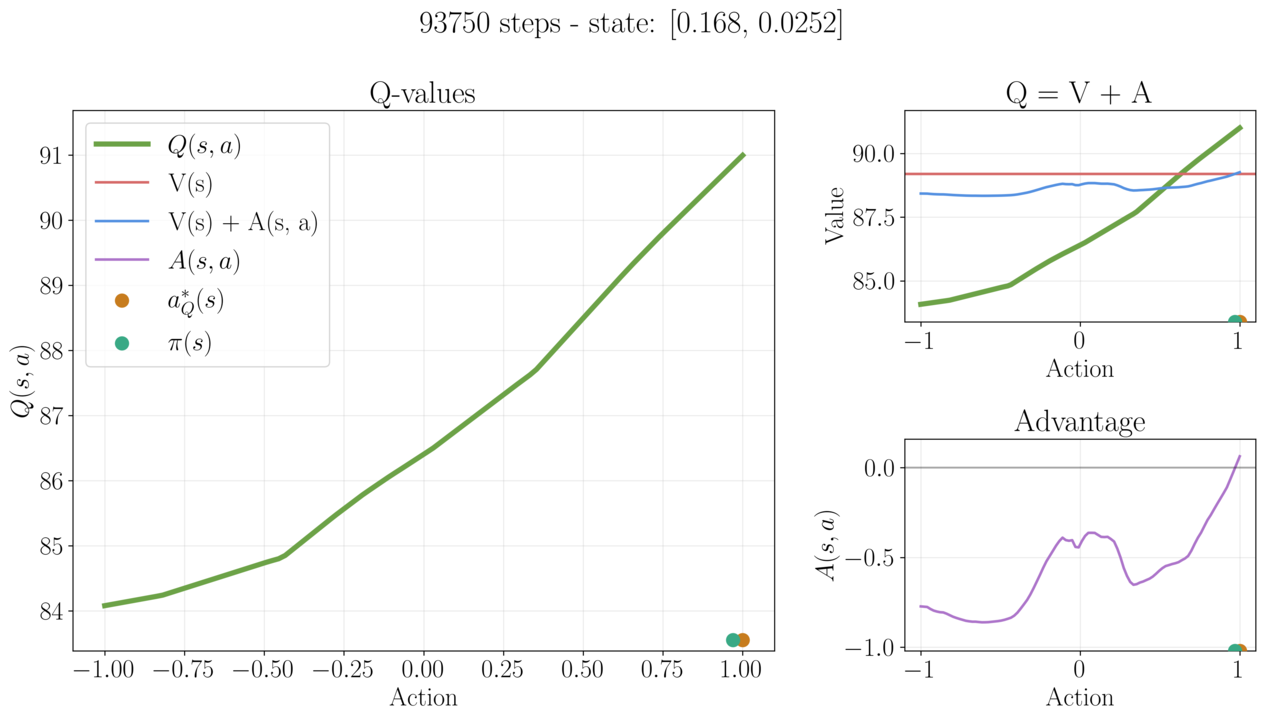 93750 steps - state: [0.168, 0.0252]
Q-values
Q(s, a)
V(s)
V(s) + A(s, a)
A(s, a)
a*Q(s)
π(s)
Q(s, a)
91
90
89
88
87
86
85
84
−1.00 −0.75 −0.50 −0.25 0.00 0.25 0.50 0.75 1.00
Action
Q = V + A
Value
90.0
87.5
85.0
−1 0 1
Action
Advantage
A(s, a)
0.0
−0.5
−1.0
−1 0 1
Action